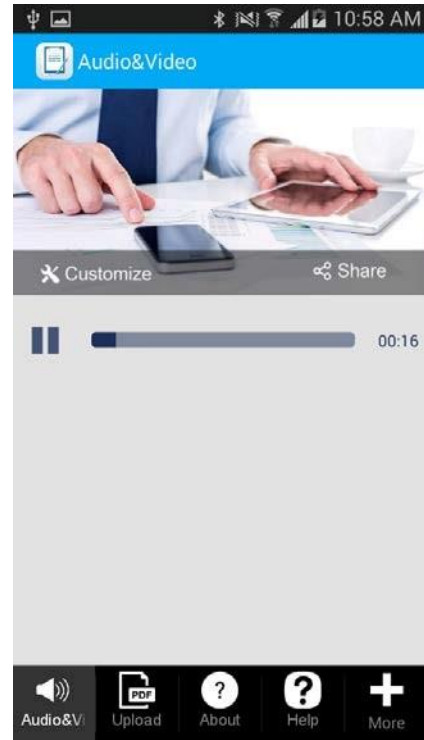 10:58 AM
Audio&Video
Customize
Share
00:16
PDF
Audio&Vi
Upload
About
Help
More